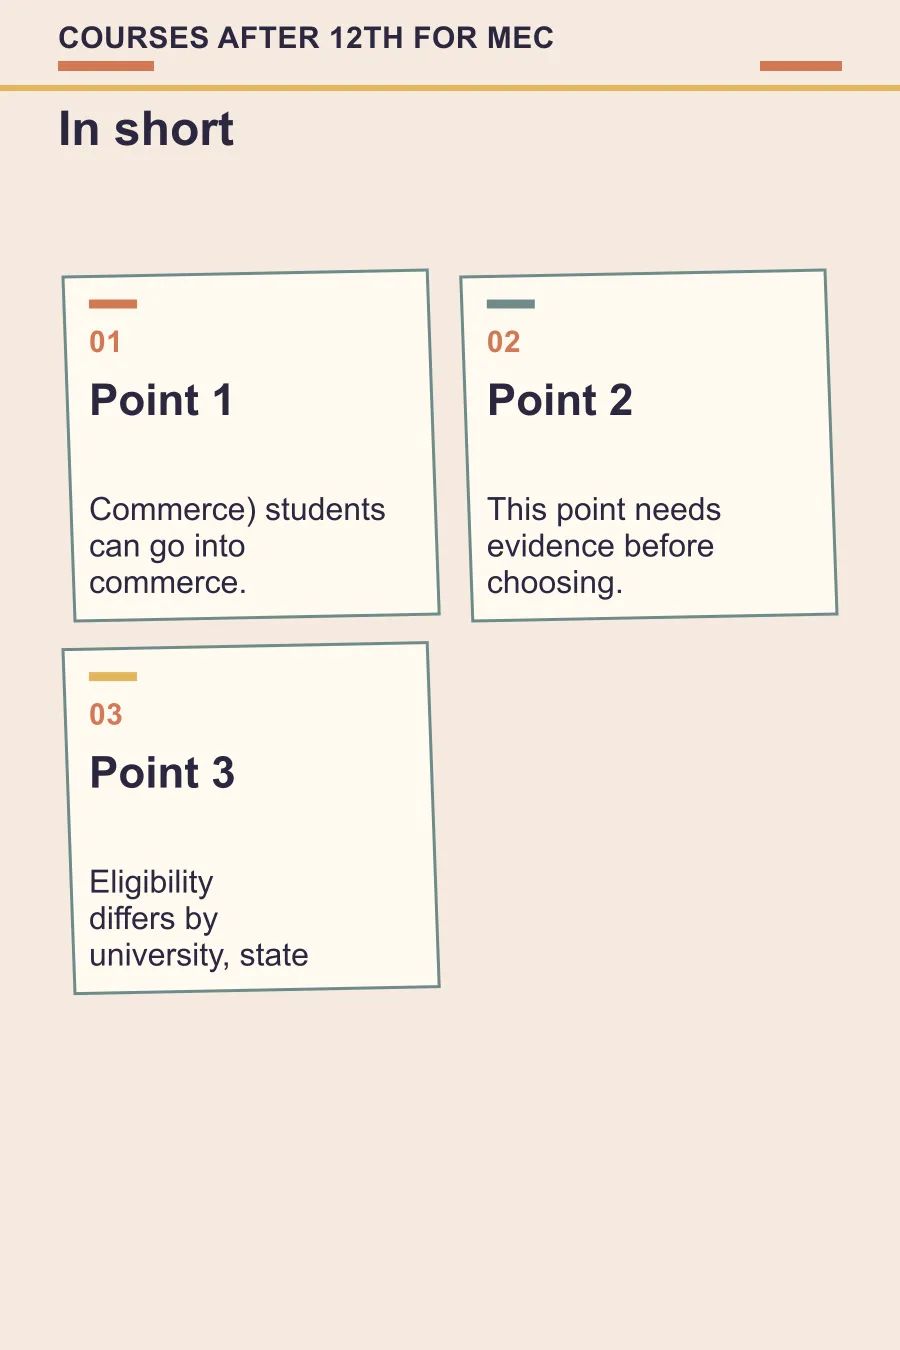 COURSES AFTER 12TH FOR MEC
In short
01
Point 1
Commerce) students
can go into
commerce.
02
Point 2
This point needs
evidence before
choosing.
03
Point 3
Eligibility
differs by
university, state